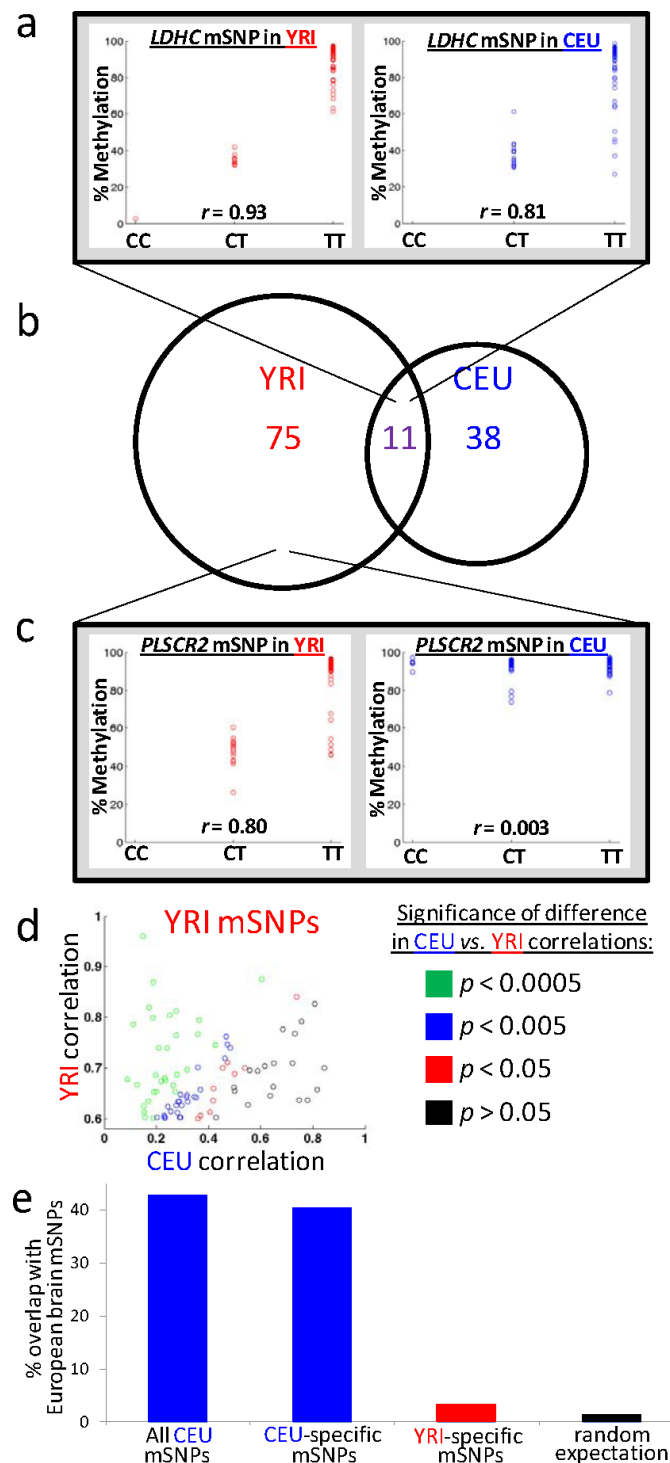 a
LDHC mSNP in YRI
% Methylation
100
80
60
40
20
0
r = 0.93
CC CT TT
LDHC mSNP in CEU
% Methylation
100
80
60
40
20
0
r = 0.81
CC CT TT
b
YRI CEU
75 11 38
c
PLSCR2 mSNP in YRI
% Methylation
100
80
60
40
20
0
r = 0.80
CC CT TT
PLSCR2 mSNP in CEU
% Methylation
100
80
60
40
20
0
r = 0.003
CC CT TT
d
YRI mSNPs
YRI correlation
1
0.9
0.8
0.7
0.6
0 0.2 0.4 0.6 0.8 1
CEU correlation
Significance of difference
in CEU vs. YRI correlations:
p < 0.0005
p < 0.005
p < 0.05
p > 0.05
e
% overlap with
European brain mSNPs
40
30
20
10
0
All CEU
mSNPs
CEU-specific
mSNPs
YRI-specific
mSNPs
random
expectation